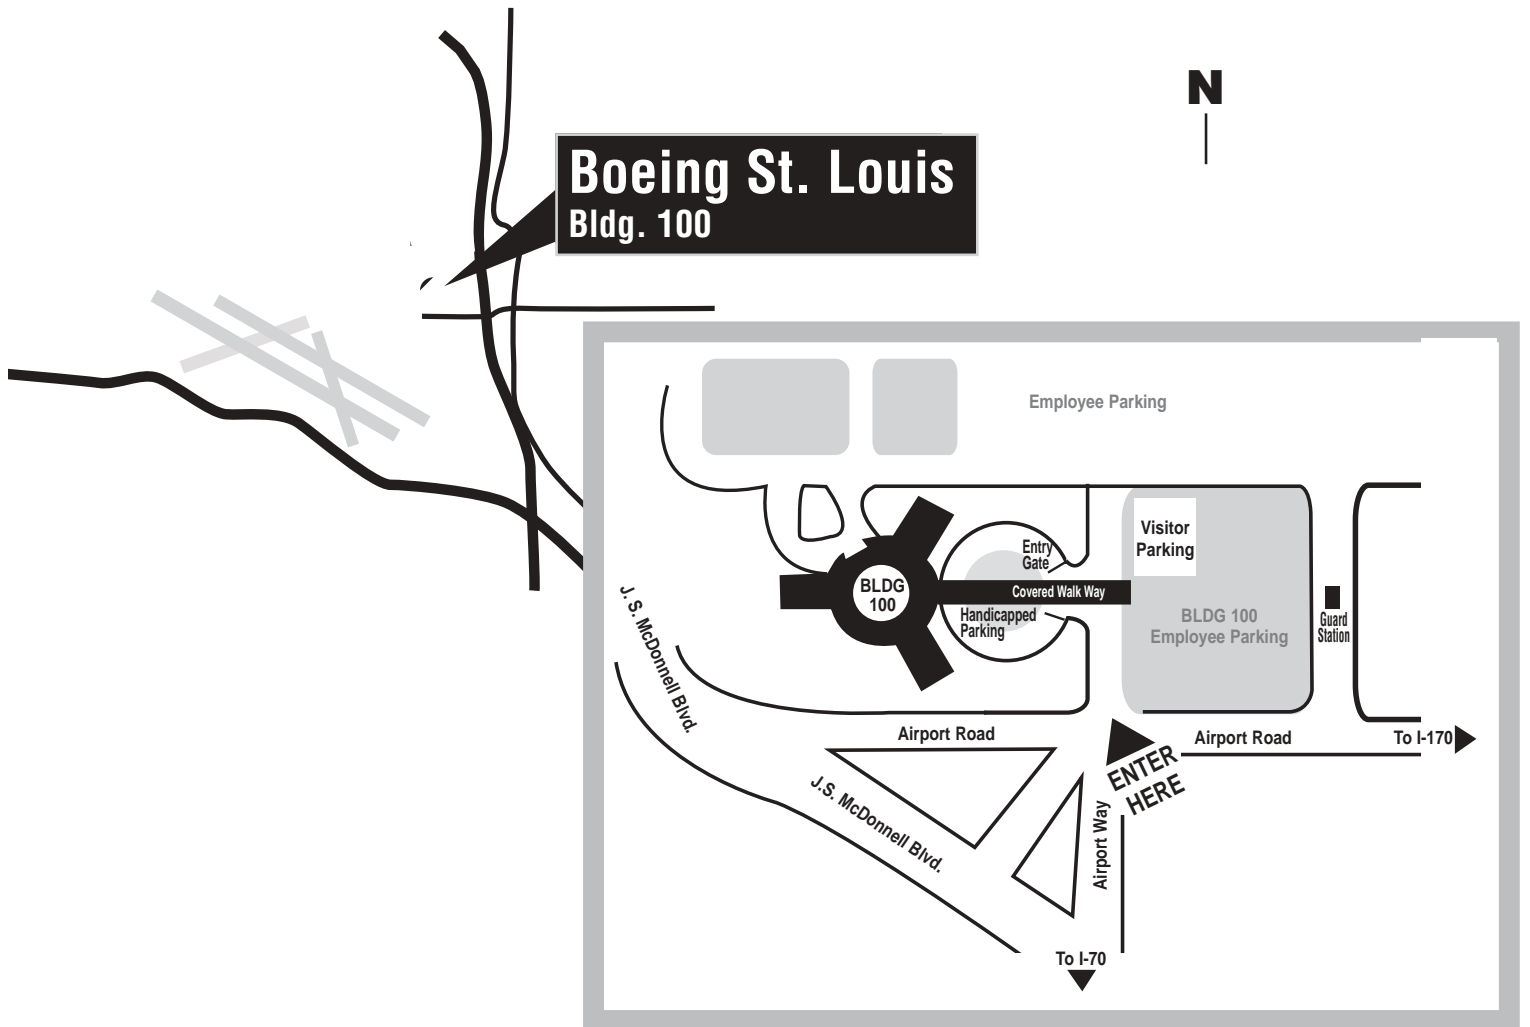 N
Boeing St. Louis
Bldg. 100
Employee Parking
Visitor
Parking
Entry
Gate
BLDG
100
Covered Walk Way
Handicapped
Parking
BLDG 100
Employee Parking
Guard
Station
J. S. McDonnell Blvd.
Airport Road
Airport Road
To I-170
ENTER
HERE
J.S. McDonnell Blvd.
Airport Way
To I-70